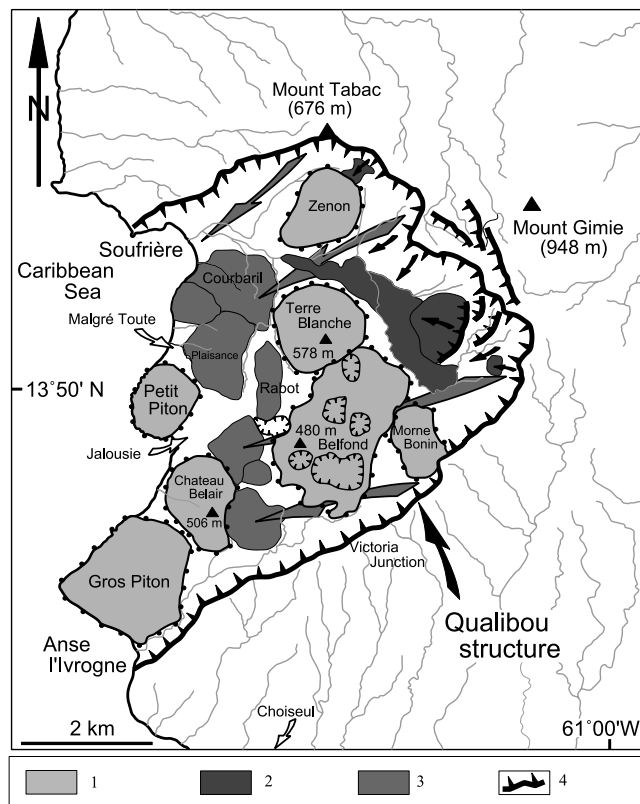 N
Mount Tabac
(676 m)
Zenon
Mount Gimie
(948 m)
Soufrière
Caribbean
Sea
Courbaril
Malgré Toute
Terre
Blanche
578 m
Plaisance
13°50' N
Petit
Piton
Rabot
480 m
Belfond
Morne
Bonin
Jalousie
Chateau
Belair
506 m
Victoria
Junction
Gros Piton
Qualibou
structure
Anse
l'Ivrogne
Choiseul
2 km
61°00'W
1
2
3
4